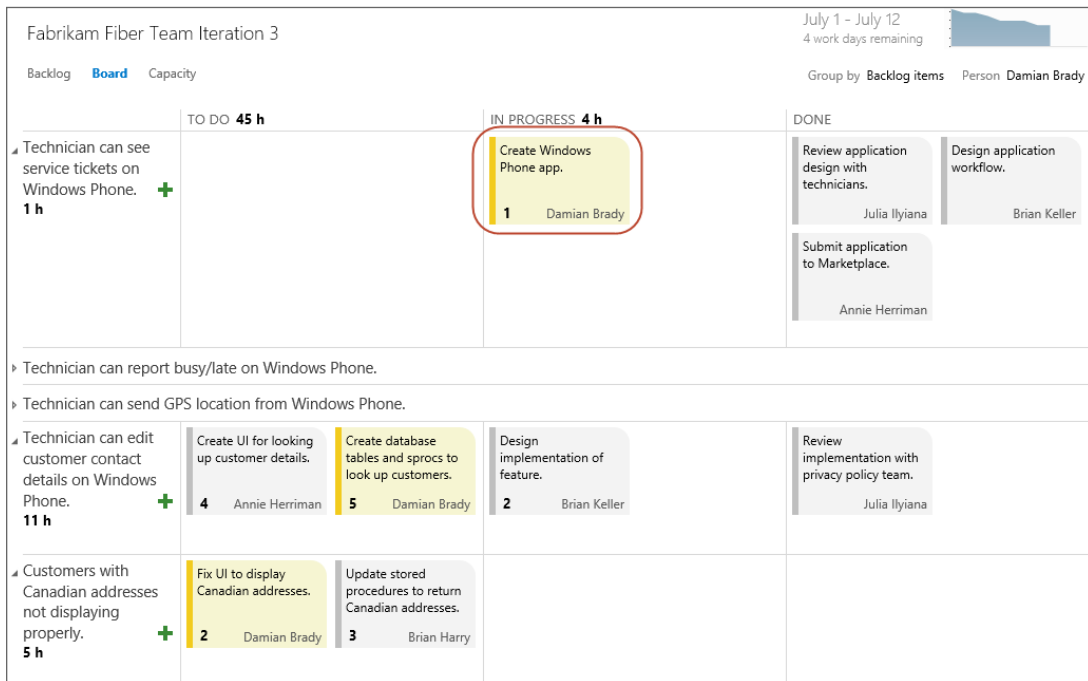 Fabrikam Fiber Team Iteration 3
July 1 - July 12
4 work days remaining
Backlog Board Capacity
Group by Backlog items Person Damian Brady
TO DO 45 h
IN PROGRESS 4 h
DONE
Technician can see
service tickets on
Windows Phone.
1 h
Create Windows
Phone app.
1 Damian Brady
Review application
design with
technicians.
Julia Ilyiana
Design application
workflow.
Brian Keller
Submit application
to Marketplace.
Annie Herriman
Technician can report busy/late on Windows Phone.
Technician can send GPS location from Windows Phone.
Technician can edit
customer contact
details on Windows
Phone.
11 h
Create UI for looking
up customer details.
4 Annie Herriman
Create database
tables and sprocs to
look up customers.
5 Damian Brady
Design
implementation of
feature.
2 Brian Keller
Review
implementation with
privacy policy team.
Julia Ilyiana
Customers with
Canadian addresses
not displaying
properly.
5 h
Fix UI to display
Canadian addresses.
2 Damian Brady
Update stored
procedures to return
Canadian addresses.
3 Brian Harry